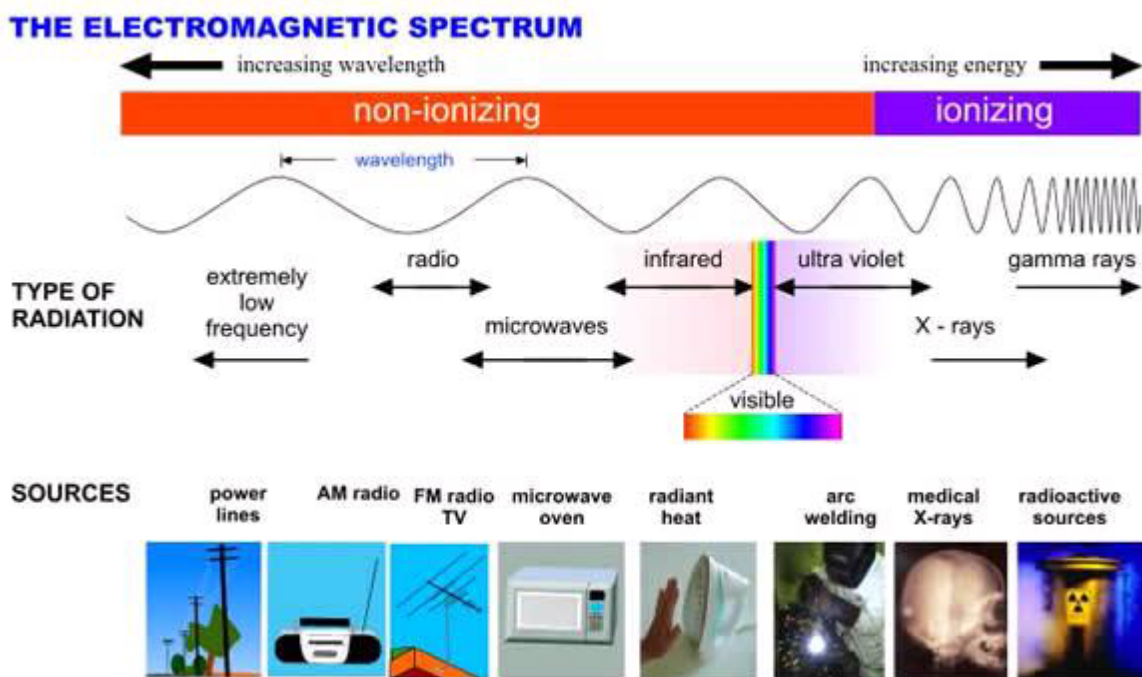 THE ELECTROMAGNETIC SPECTRUM
increasing wavelength
increasing energy
non-ionizing
ionizing
wavelength
TYPE OF
RADIATION
extremely
low
frequency
radio
microwaves
infrared
visible
ultra violet
X - rays
gamma rays
SOURCES
power
lines
AM radio
FM radio
TV
microwave
oven
radiant
heat
arc
welding
medical
X-rays
radioactive
sources